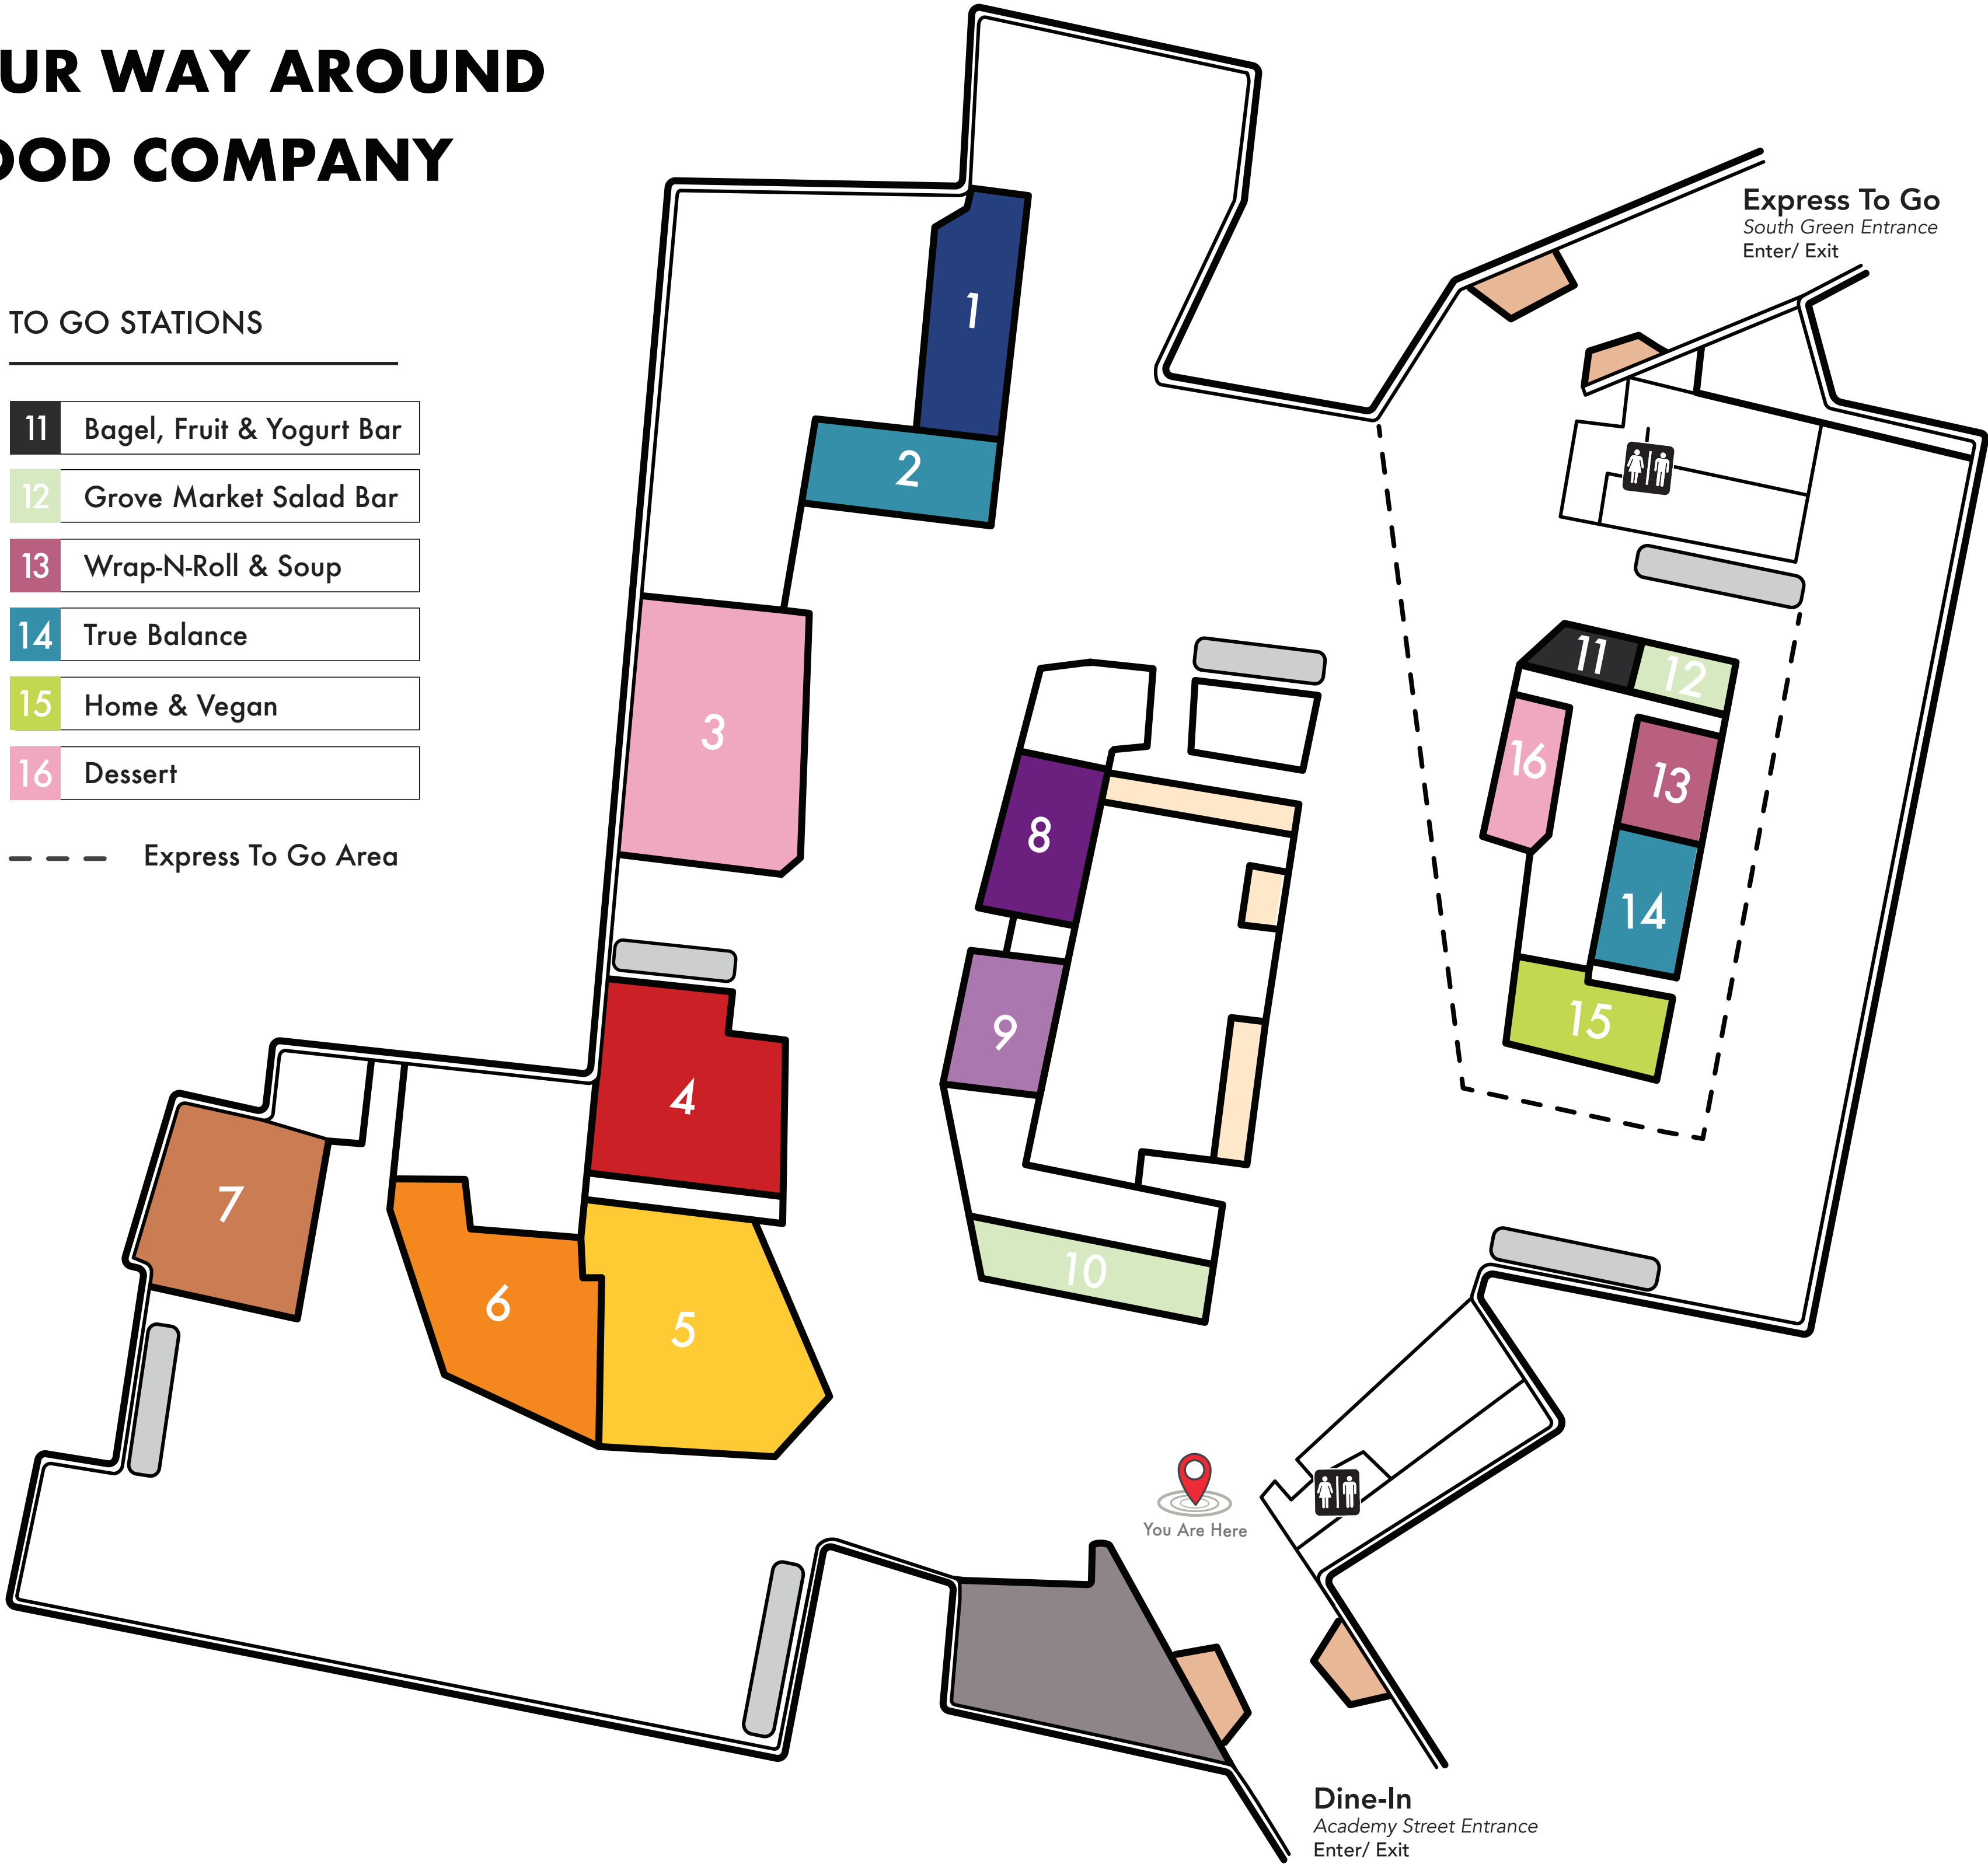 UR WAY AROUND
OOD COMPANY
TO GO STATIONS
11 Bagel, Fruit & Yogurt Bar
12 Grove Market Salad Bar
13 Wrap-N-Roll & Soup
14 True Balance
15 Home & Vegan
16 Dessert
Express To Go Area
Express To Go
South Green Entrance
Enter/ Exit
1
2
3
4
5
6
7
8
9
10
11
12
13
14
15
16
You Are Here
Dine-In
Academy Street Entrance
Enter/ Exit